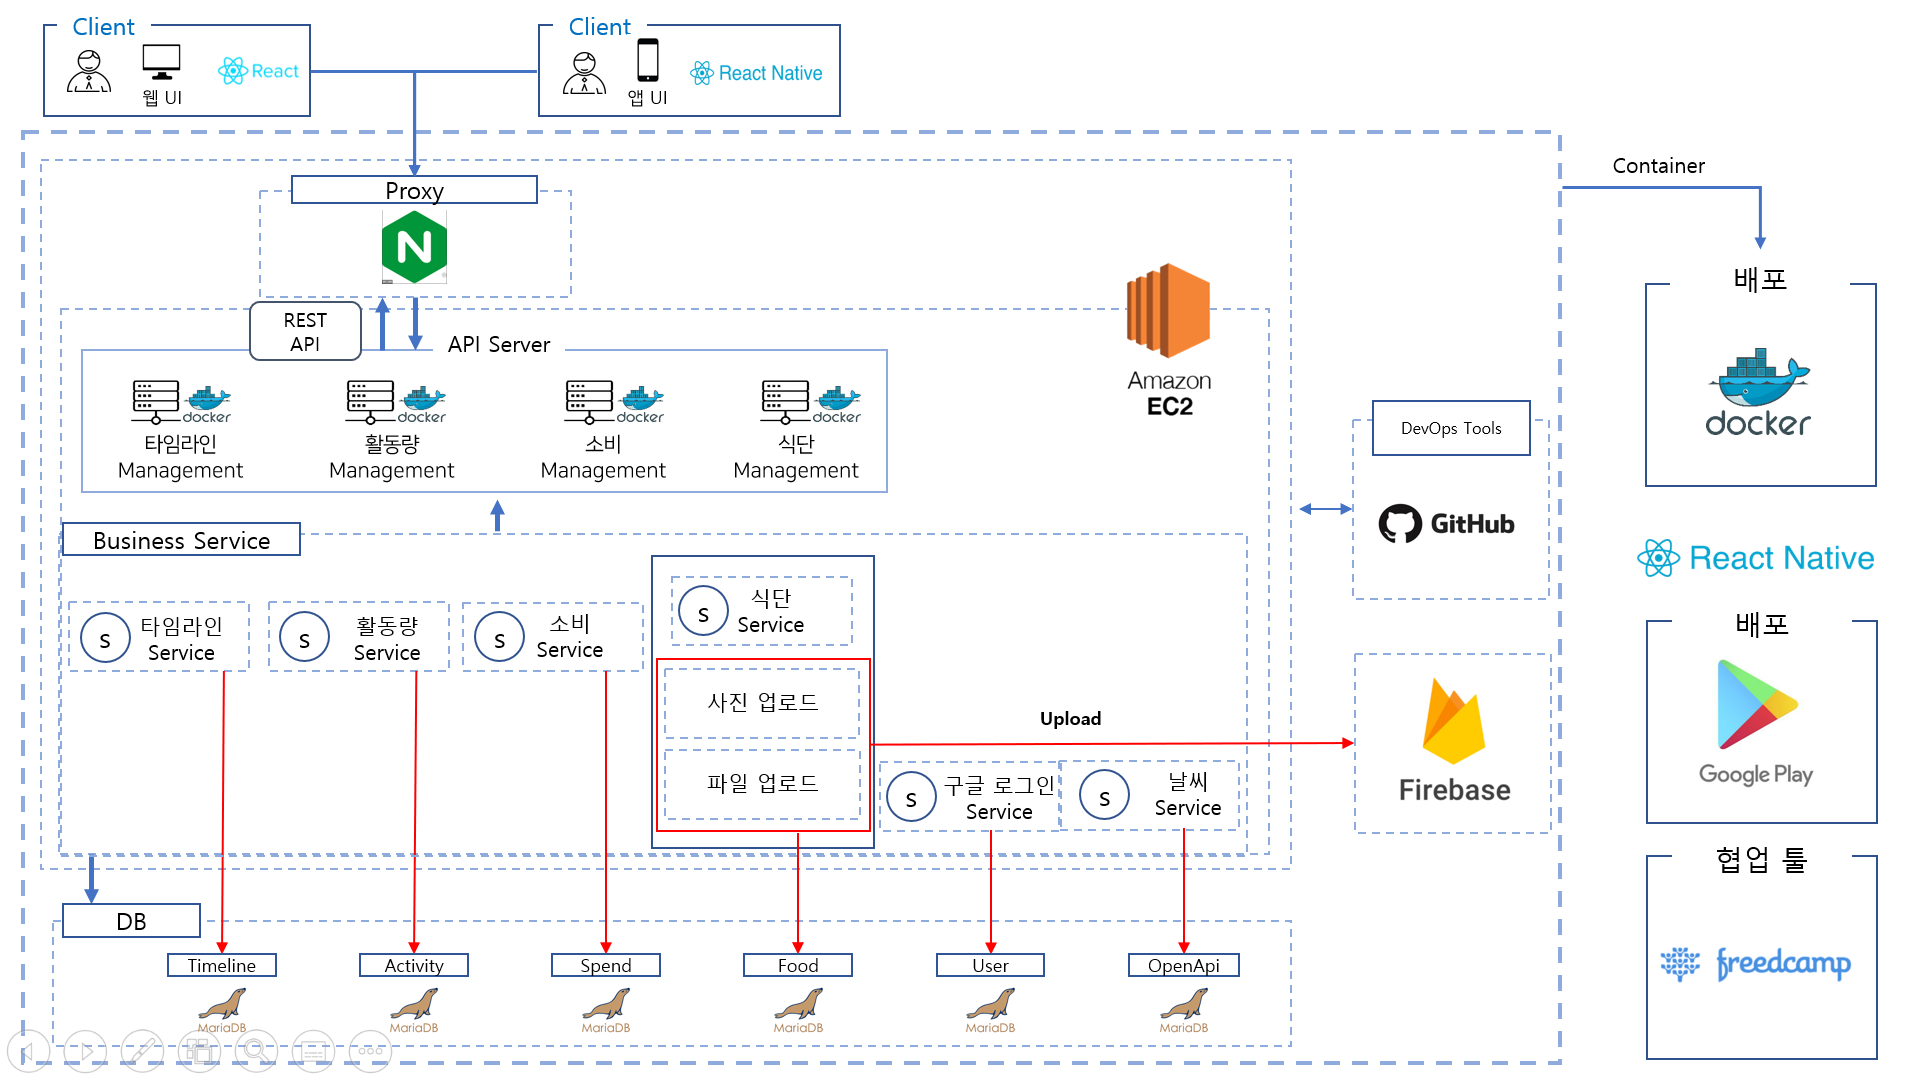 Client
웹 UI
React
Client
앱 UI
React Native
Proxy
N
REST
API
API Server
docker
타임라인
Management
docker
활동량
Management
docker
소비
Management
docker
식단
Management
Amazon
EC2
Business Service
S
타임라인
Service
S
활동량
Service
S
소비
Service
S
식단
Service
사진 업로드
파일 업로드
Upload
S
구글 로그인
Service
S
날씨
Service
DB
Timeline
MariaDB
Activity
MariaDB
Spend
MariaDB
Food
MariaDB
User
MariaDB
OpenApi
MariaDB
DevOps Tools
GitHub
Firebase
Container
배포
docker
React Native
배포
Google Play
협업 툴
freedcamp